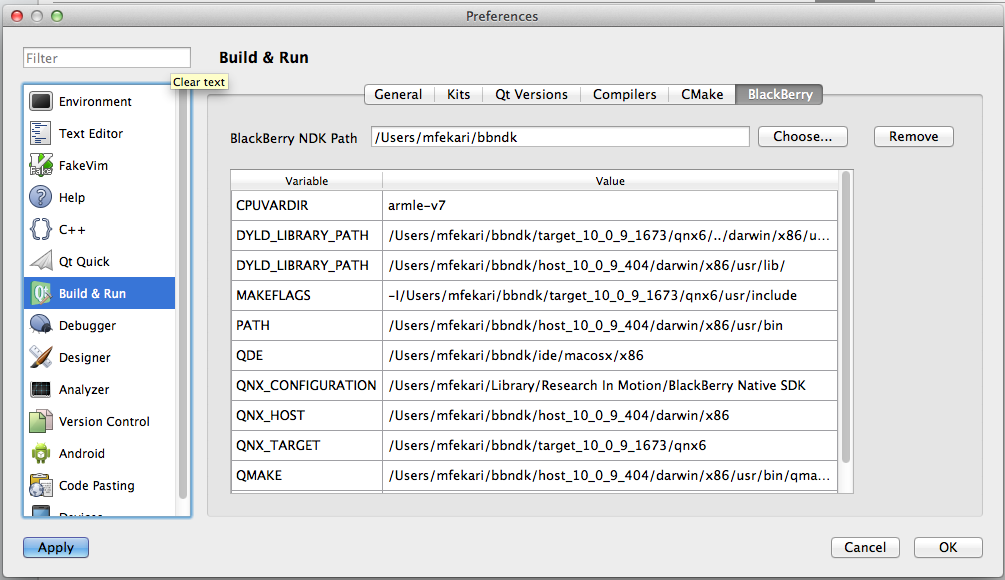 Preferences
Filter
Build & Run
Clear text
Environment
Text Editor
FakeVim
Help
C++
Qt Quick
Build & Run
Debugger
Designer
Analyzer
Version Control
Android
Code Pasting
Devices
General Kits Qt Versions Compilers CMake BlackBerry
BlackBerry NDK Path /Users/mfekari/bbndk Choose... Remove
Variable Value
CPUVARDIR armle-v7
DYLD_LIBRARY_PATH /Users/mfekari/bbndk/target_10_0_9_1673/qnx6/../darwin/x86/u...
DYLD_LIBRARY_PATH /Users/mfekari/bbndk/host_10_0_9_404/darwin/x86/usr/lib/
MAKEFLAGS -I/Users/mfekari/bbndk/target_10_0_9_1673/qnx6/usr/include
PATH /Users/mfekari/bbndk/host_10_0_9_404/darwin/x86/usr/bin
QDE /Users/mfekari/bbndk/ide/macosx/x86
QNX_CONFIGURATION /Users/mfekari/Library/Research In Motion/BlackBerry Native SDK
QNX_HOST /Users/mfekari/bbndk/host_10_0_9_404/darwin/x86
QNX_TARGET /Users/mfekari/bbndk/target_10_0_9_1673/qnx6
QMAKE /Users/mfekari/bbndk/host_10_0_9_404/darwin/x86/usr/bin/qma...
Apply Cancel OK